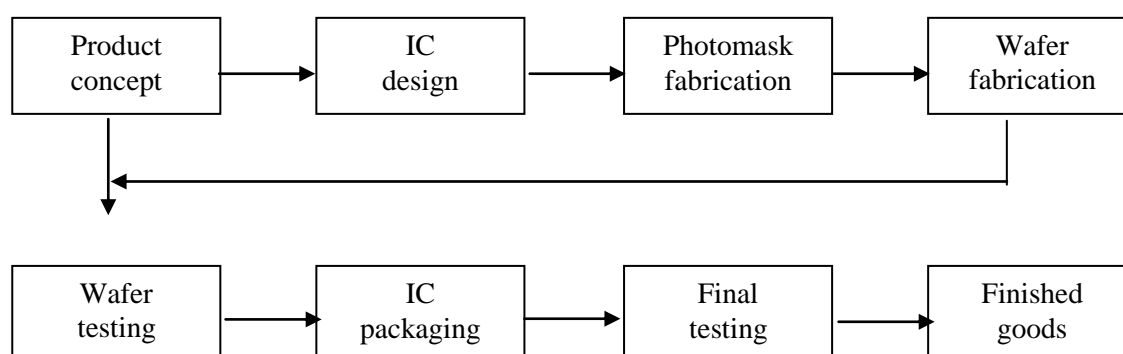 Product
concept
IC
design
Photomask
fabrication
Wafer
fabrication
Wafer
testing
IC
packaging
Final
testing
Finished
goods